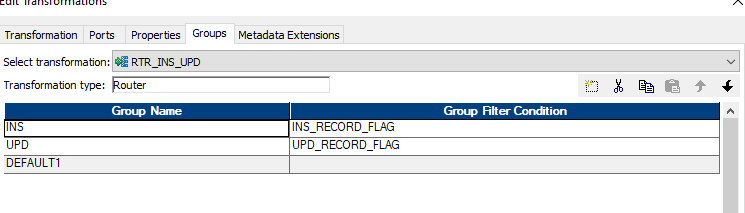 Edit Transformations
Transformation Ports Properties Groups Metadata Extensions
Select transformation: RTR_INS_UPD
Transformation type: Router
Group Name Group Filter Condition
INS INS_RECORD_FLAG
UPD UPD_RECORD_FLAG
DEFAULT1